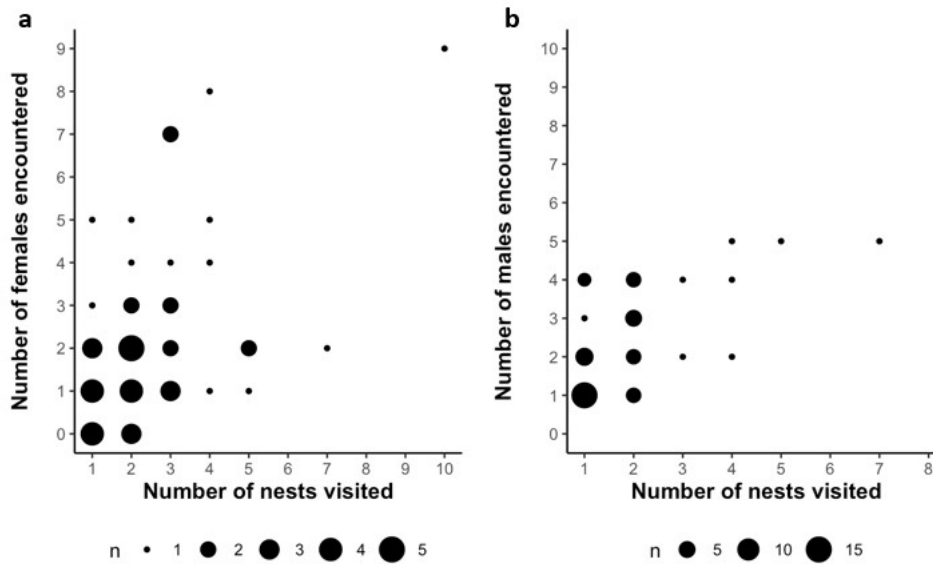 a
Number of females encountered
9
8
7
6
5
4
3
2
1
0
1 2 3 4 5 6 7 8 9 10
Number of nests visited
n 1 2 3 4 5
b
Number of males encountered
10
9
8
7
6
5
4
3
2
1
0
1 2 3 4 5 6 7 8
Number of nests visited
n 5 10 15